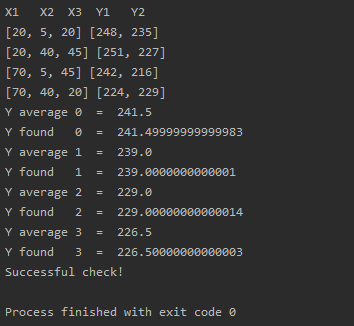 X1   X2  X3  Y1   Y2
[20, 5, 20] [248, 235]
[20, 40, 45] [251, 227]
[70, 5, 45] [242, 216]
[70, 40, 20] [224, 229]
Y average 0  =  241.5
Y found   0  =  241.49999999999983
Y average 1  =  239.0
Y found   1  =  239.0000000000001
Y average 2  =  229.0
Y found   2  =  229.00000000000014
Y average 3  =  226.5
Y found   3  =  226.50000000000003
Successful check!
Process finished with exit code 0